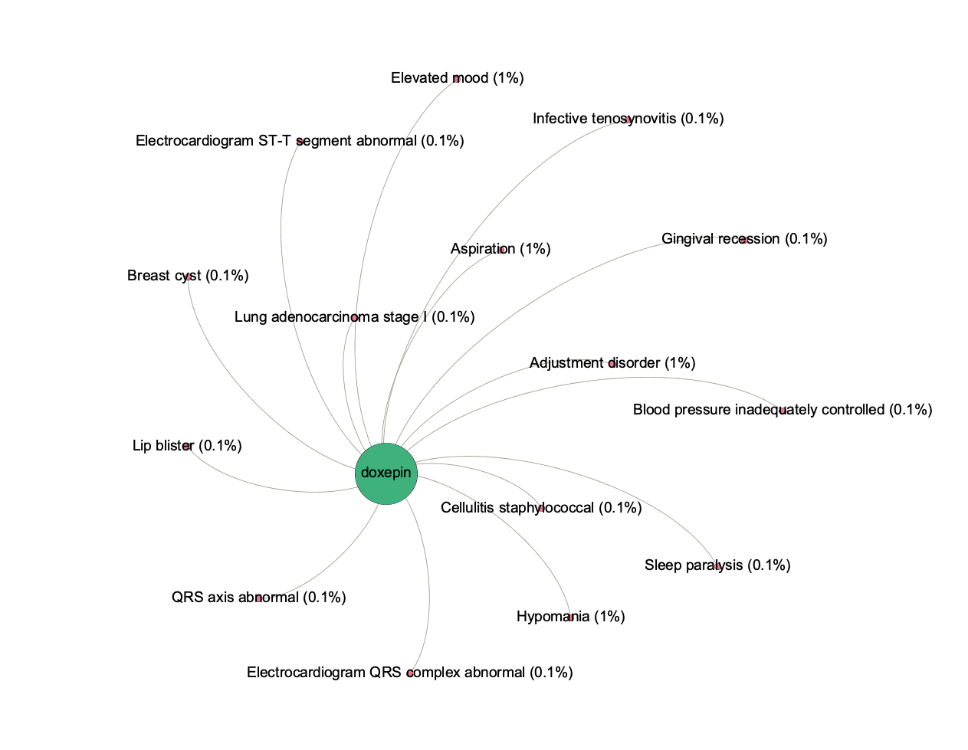 Elevated mood (1%)
Infective tenosynovitis (0.1%)
Electrocardiogram ST-T segment abnormal (0.1%)
Gingival recession (0.1%)
Aspiration (1%)
Breast cyst (0.1%)
Lung adenocarcinoma stage I (0.1%)
Adjustment disorder (1%)
Blood pressure inadequately controlled (0.1%)
Lip blister (0.1%)
doxepin
Cellulitis staphylococcal (0.1%)
Sleep paralysis (0.1%)
QRS axis abnormal (0.1%)
Hypomania (1%)
Electrocardiogram QRS complex abnormal (0.1%)